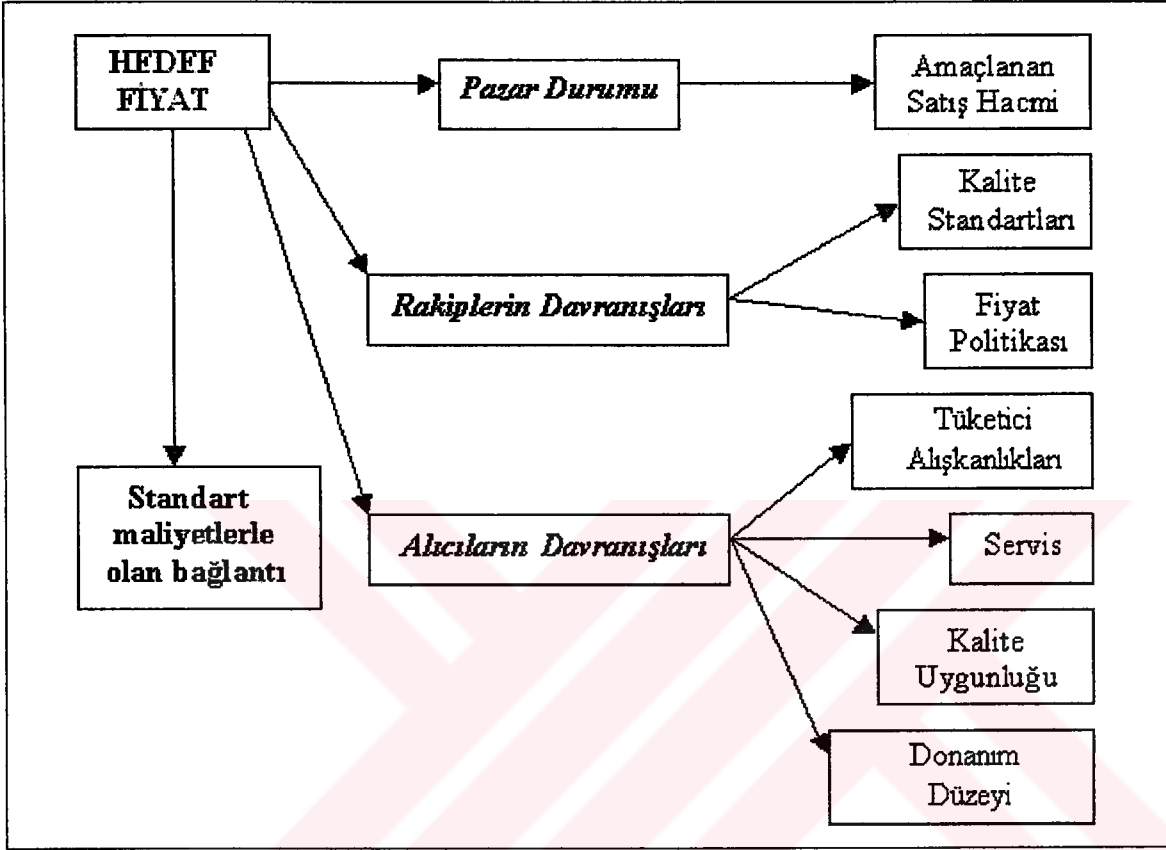 HEDEF
FİYAT
Pazar Durumu
Amaçlanan
Satış Hacmi
Kalite
Standartları
Rakiplerin Davranışları
Fiyat
Politikası
Tüketici
Alışkanlıkları
Standart
maliyetlerle
olan bağlantı
Alıcıların Davranışları
Servis
Kalite
Uygunluğu
Donanım
Düzeyi